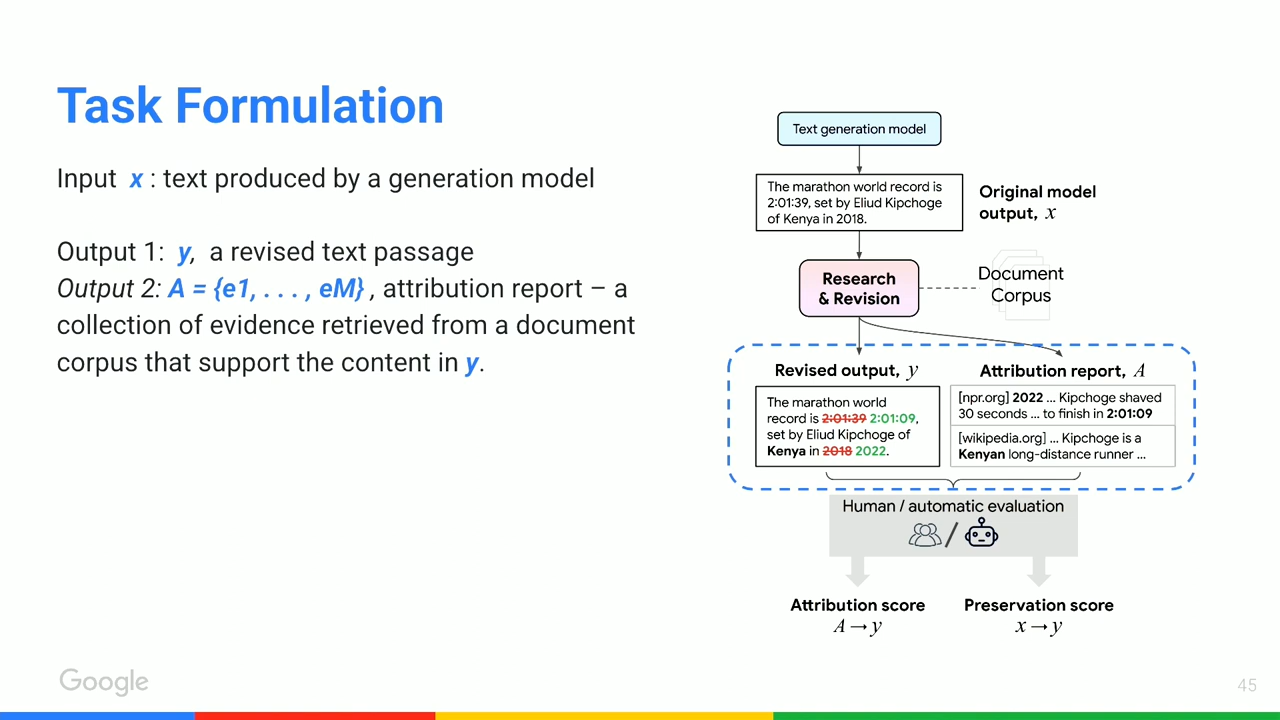 Task Formulation
Input x : text produced by a generation model
Output 1: y, a revised text passage
Output 2: A = {e1, . . . , eM} , attribution report – a
collection of evidence retrieved from a document
corpus that support the content in y.
Text generation model
The marathon world record is
2:01:39, set by Eliud Kipchoge
of Kenya in 2018.
Original model
output, x
Research
& Revision
Document
Corpus
Revised output, y
The marathon world
record is 2:01:39 2:01:09,
set by Eliud Kipchoge of
Kenya in 2018 2022.
Attribution report, A
[npr.org] 2022 ... Kipchoge shaved
30 seconds ... to finish in 2:01:09
[wikipedia.org] ... Kipchoge is a
Kenyan long-distance runner ...
Human / automatic evaluation
/
Attribution score
A → y
Preservation score
x → y
Google
45